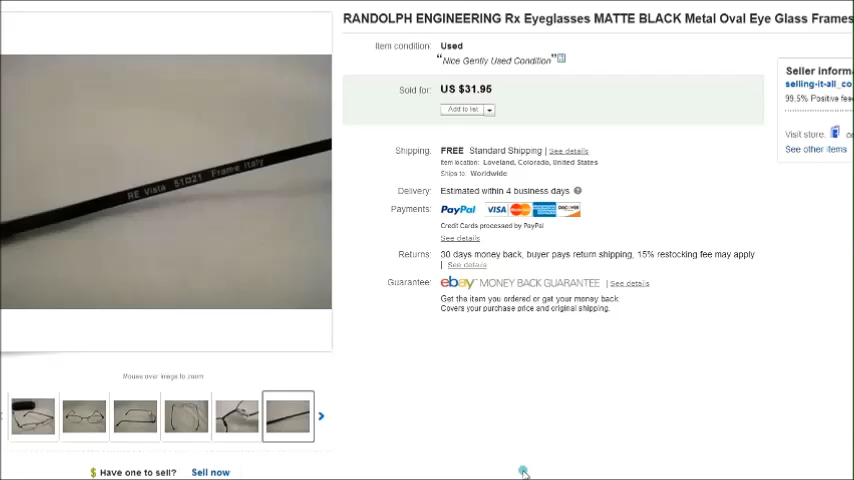 RANDOLPH ENGINEERING Rx Eyeglasses MATTE BLACK Metal Oval Eye Glass Frames
Item condition: Used
"Nice Gently Used Condition"
Sold for: US $31.95
Add to list
Shipping: FREE Standard Shipping | See details
Item location: Loveland, Colorado, United States
Ships to: Worldwide
Delivery: Estimated within 4 business days
Payments: PayPal VISA MasterCard DISCOVER
Credit Cards processed by PayPal
See details
Returns: 30 days money back, buyer pays return shipping, 15% restocking fee may apply
| See details
Guarantee: ebay MONEY BACK GUARANTEE | See details
Get the item you ordered or get your money back.
Covers your purchase price and original shipping.
Seller inform
selling-it-all_co
99.5% Positive fee
Visit store:
See other items
RE Vista 51□21 Frame Italy
Mouse over image to zoom
$ Have one to sell? Sell now